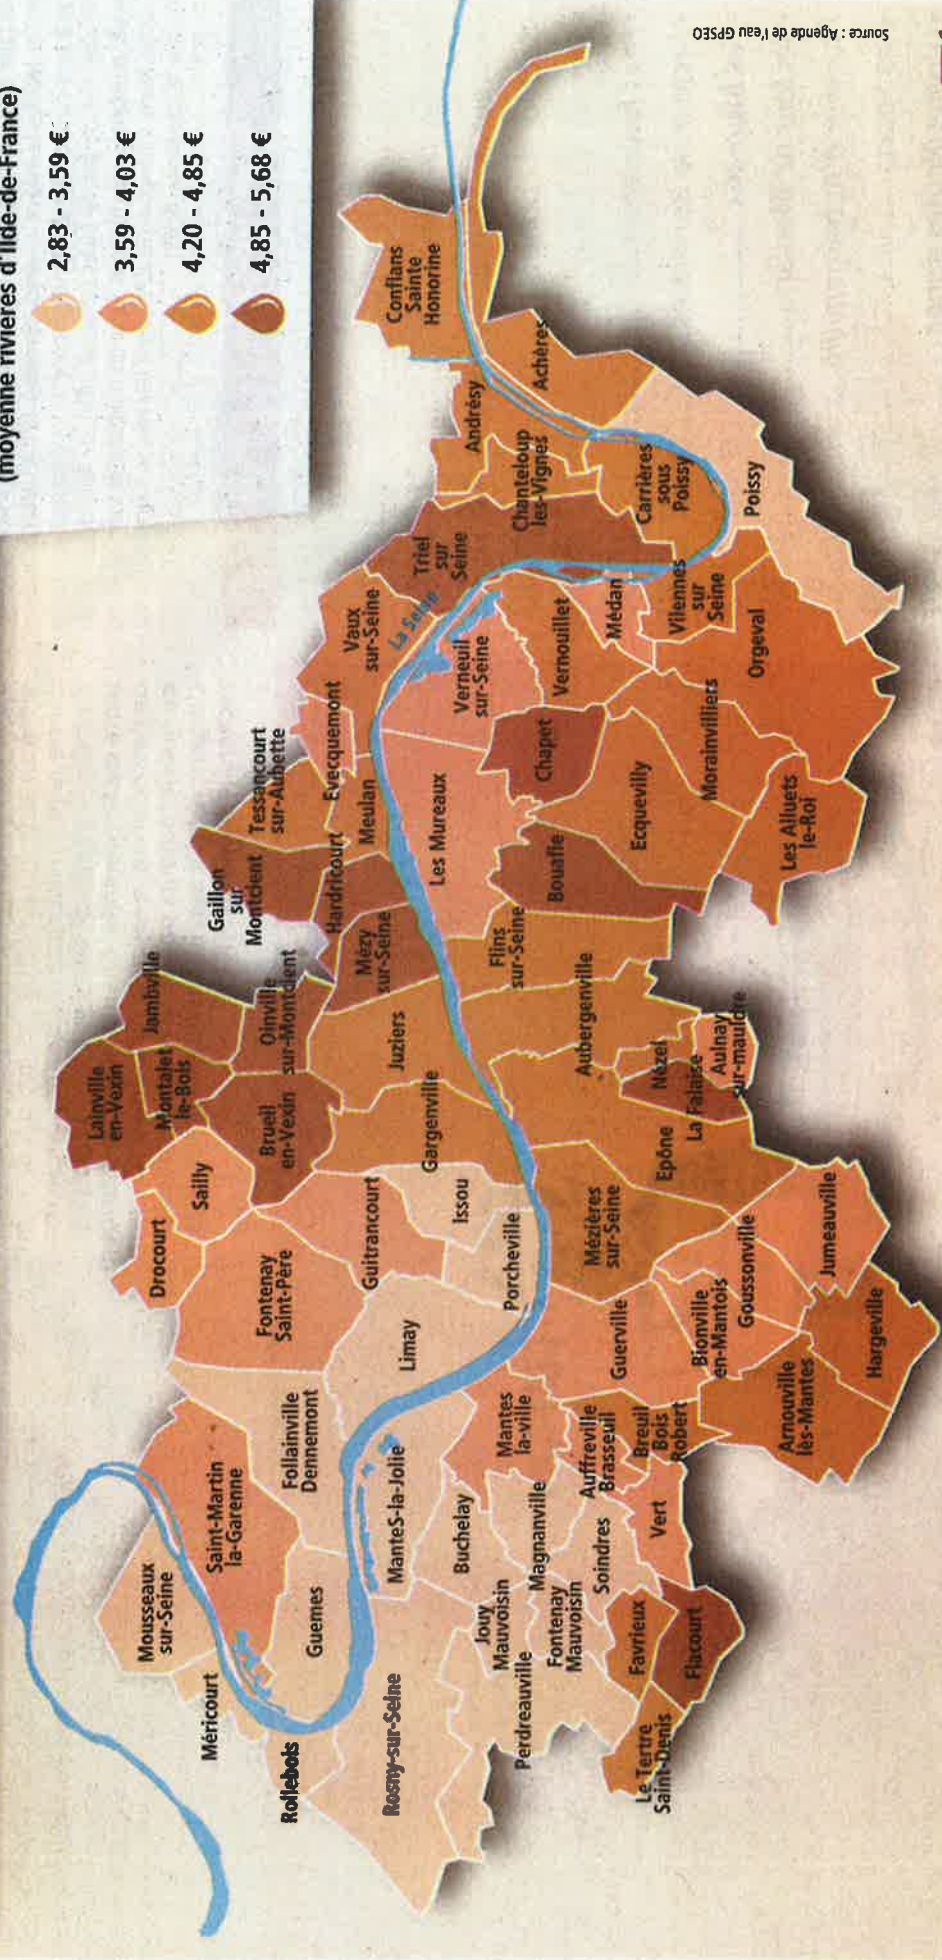 (moyenne rivières d'Ilde-de-France)
2,83 - 3,59 €
3,59 - 4,03 €
4,20 - 4,85 €
4,85 - 5,68 €
Source : Agende de l'eau GPSEO
Mousseaux
sur-Seine
Méricourt
Rollebois
Saint-Martin
la-Garenne
Guernes
Rosny-sur-Seine
Follainville
Dennemont
ManteS-la-Jolie
Buchelay
Magnanville
Jouy
Mauvoisin
Fontenay
Mauvoisin
Perdreauville
Soindres
Favrieux
Flacourt
Le Tertre
Saint-Denis
Vert
Mantes
la-ville
Auffreville
Brasseuil
Breuil
Bois
Robert
Arnouville
lès-Mantes
Hargeville
Jumeauville
Goussonville
Bionville
en-Mantois
Guerville
Drocourt
Sailly
Fontenay
Saint-Père
Guitrancourt
Limay
Issou
Porcheville
Lainville
en-Vexin
Montalet
le-Bois
Jambville
Brueil
en-Vexin
Oinville
sur-Montcient
Gargenville
Juziers
Mézières
sur-Seine
Epône
La Falaise
Nézel
Aulnay
sur-mauldre
Aubergenville
Flins
sur-Seine
Gaillon
sur
Montcient
Hardricourt
Mézy
sur-Seine
Tessancourt
sur-Aubette
Evecquemont
Meulan
Les Mureaux
Bouafle
Chapet
Ecquevilly
Les Alluets
le-Roi
Morainvilliers
Orgeval
Vaux
sur-Seine
La Seine
Verneuil
sur-Seine
Vernouillet
Médan
Vilennes
sur
Seine
Triel
sur
Seine
Chanteloup
les-Vignes
Andrésy
Carrières
sous
Poissy
Poissy
Achères
Conflans
Sainte
Honorine